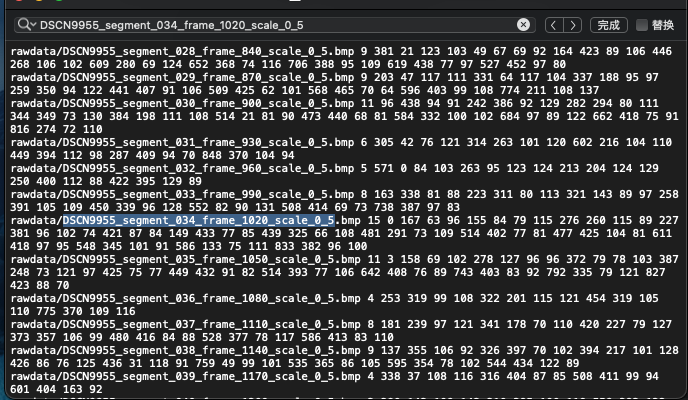 DSCN9955_segment_034_frame_1020_scale_0_5
完成
替换
rawdata/DSCN9955_segment_028_frame_840_scale_0_5.bmp 9 381 21 123 103 49 67 69 92 164 423 89 106 446
268 106 102 609 280 69 124 652 368 74 116 706 388 95 109 619 438 77 97 527 452 97 80
rawdata/DSCN9955_segment_029_frame_870_scale_0_5.bmp 9 203 47 117 111 331 64 117 104 337 188 95 97
259 350 94 122 441 407 91 106 509 425 62 101 568 465 70 64 596 403 99 108 774 211 108 137
rawdata/DSCN9955_segment_030_frame_900_scale_0_5.bmp 11 96 438 94 91 242 386 92 129 282 294 80 111
344 349 73 130 384 198 111 108 514 21 81 90 473 440 68 81 584 332 100 102 684 97 89 122 662 418 75 91
816 274 72 110
rawdata/DSCN9955_segment_031_frame_930_scale_0_5.bmp 6 305 42 76 121 314 263 101 120 602 216 104 110
449 394 112 98 287 409 94 70 848 370 104 94
rawdata/DSCN9955_segment_032_frame_960_scale_0_5.bmp 5 571 0 84 103 263 95 123 124 213 204 124 129
250 400 112 88 422 395 129 89
rawdata/DSCN9955_segment_033_frame_990_scale_0_5.bmp 8 163 338 81 88 223 311 80 113 321 143 89 97 258
391 105 109 450 339 96 128 552 82 90 131 508 414 69 73 738 387 97 83
rawdata/DSCN9955_segment_034_frame_1020_scale_0_5.bmp 15 0 167 63 96 155 84 79 115 276 260 115 89 227
381 96 102 74 421 87 84 149 433 77 85 439 325 66 108 481 291 73 109 514 402 77 81 477 425 104 81 611
418 97 95 548 345 101 91 586 133 75 111 833 382 96 100
rawdata/DSCN9955_segment_035_frame_1050_scale_0_5.bmp 11 3 158 69 102 278 127 96 96 372 79 78 103 387
248 73 121 97 425 75 77 449 432 91 82 514 393 77 106 642 408 76 89 743 403 83 92 792 335 79 121 827
423 88 70
rawdata/DSCN9955_segment_036_frame_1080_scale_0_5.bmp 4 253 319 99 108 322 201 115 121 454 319 105
110 775 370 109 116
rawdata/DSCN9955_segment_037_frame_1110_scale_0_5.bmp 8 181 239 97 121 341 178 70 110 420 227 79 127
373 357 106 99 480 416 84 88 528 377 78 117 586 413 83 110
rawdata/DSCN9955_segment_038_frame_1140_scale_0_5.bmp 9 137 355 106 92 326 397 70 102 394 217 101 128
426 86 76 125 436 31 118 91 759 49 99 101 535 365 86 105 595 354 78 102 544 434 122 89
rawdata/DSCN9955_segment_039_frame_1170_scale_0_5.bmp 4 338 37 108 116 316 404 87 85 508 411 99 94
601 404 163 92